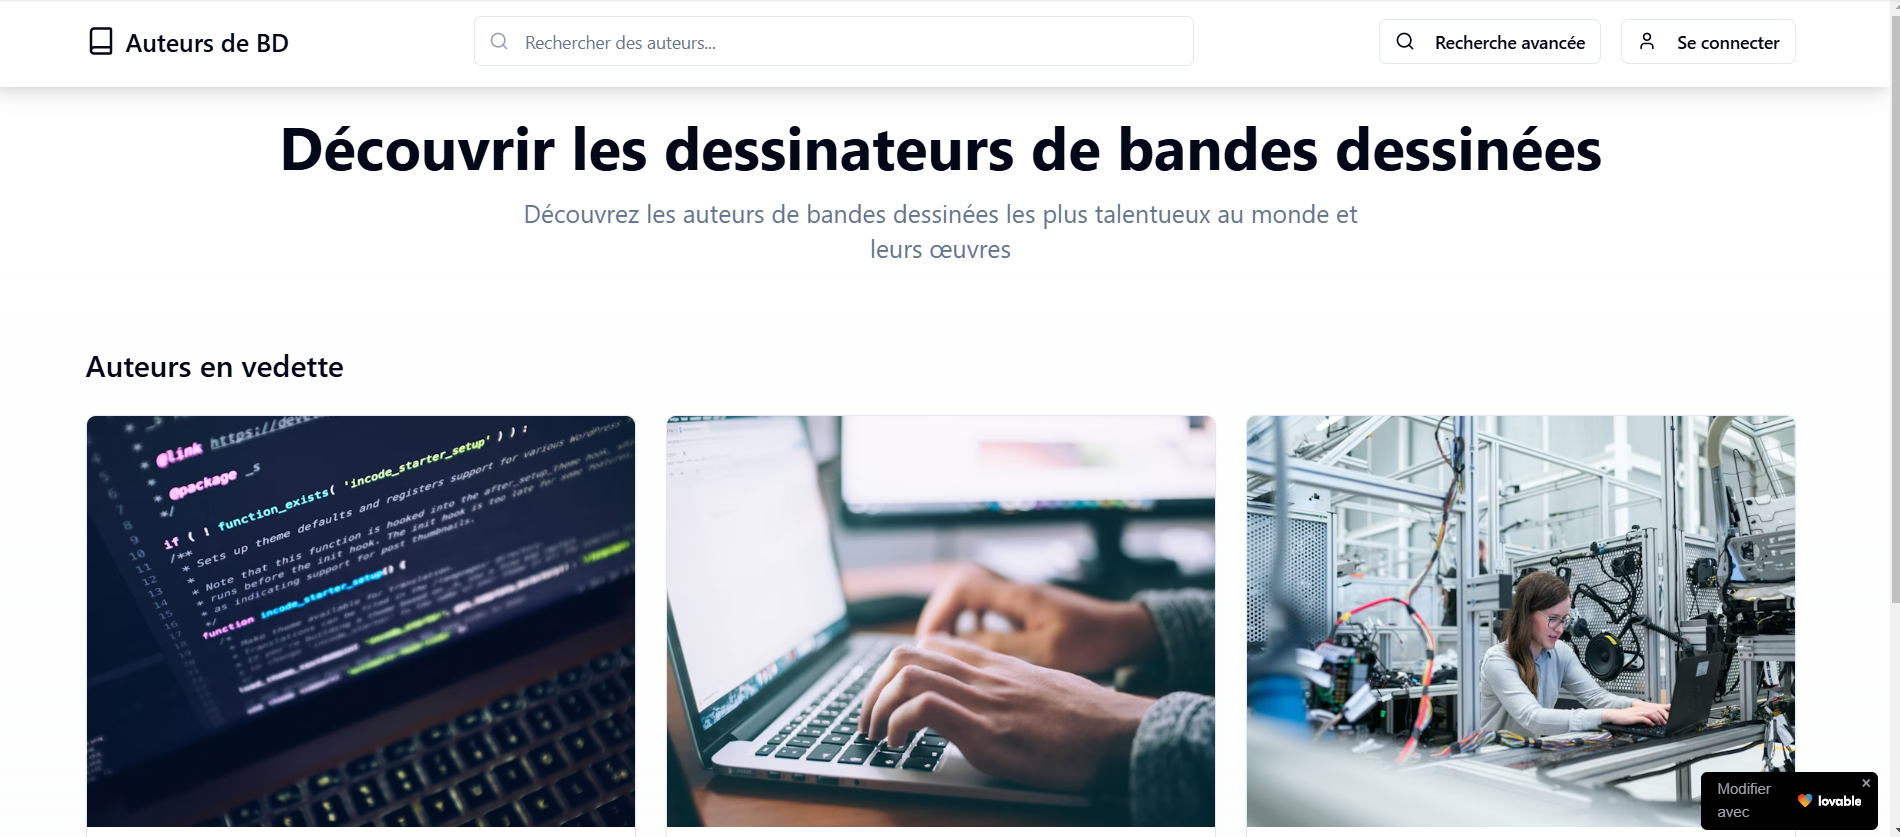 Auteurs de BD
Rechercher des auteurs...
Recherche avancée
Se connecter
Découvrir les dessinateurs de bandes dessinées
Découvrez les auteurs de bandes dessinées les plus talentueux au monde et
leurs œuvres
Auteurs en vedette
* @link https://deve
*
* @package _s
*/
if ( ! function_exists( 'incode_starter_setup' ) ) :
/**
* Sets up theme defaults and registers support for various WordPress
*
* Note that this function is hooked into the after_setup_theme hook, which
* runs before the init hook. The init hook is too late for some features,
* as indicating support for post thumbnails.
*/
function incode_starter_setup() {
Modifier
avec
lovable